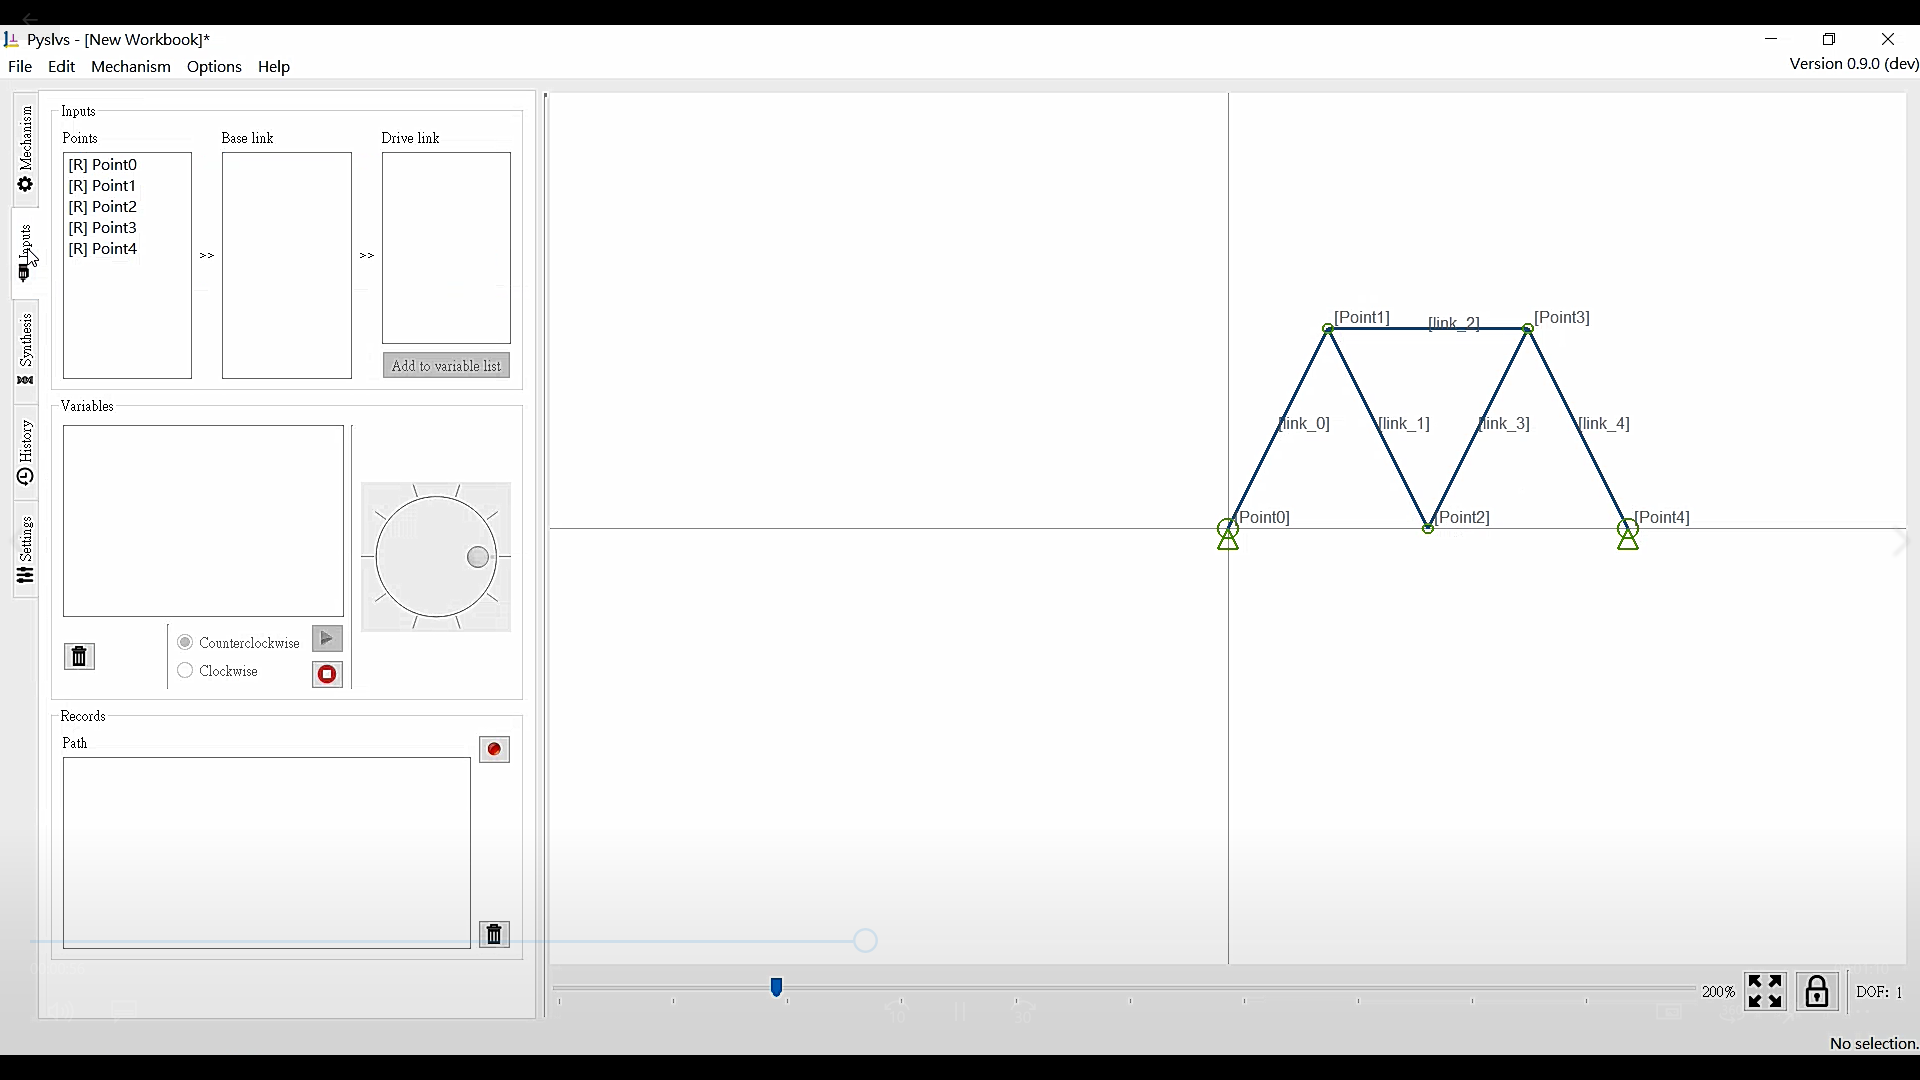 Pyslvs - [New Workbook]*
File Edit Mechanism Options Help
Version 0.9.0 (dev)
Mechanism
Inputs
Synthesis
History
Settings
Inputs
Points Base link Drive link
[R] Point0
[R] Point1
[R] Point2
[R] Point3
[R] Point4
>> >>
Add to variable list
Variables
Counterclockwise
Clockwise
Records
Path
[Point1] [link_2] [Point3]
[link_0] [link_1] [link_3] [link_4]
[Point0] [Point2] [Point4]
200% DOF: 1
10 30
No selection.